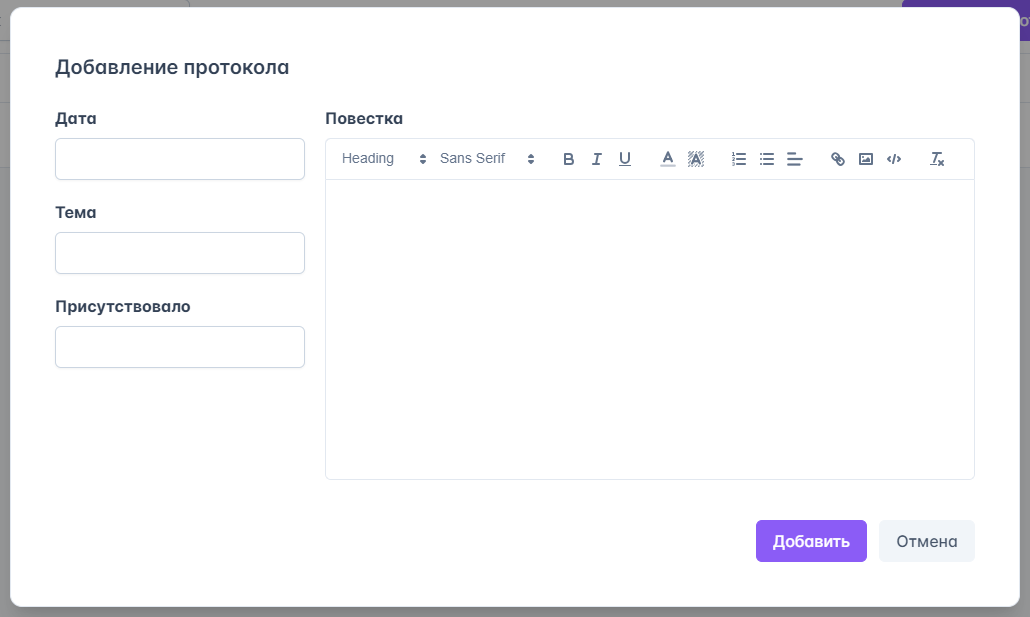 Добавление протокола
Дата
Тема
Присутствовало
Повестка
Heading Sans Serif
Добавить Отмена